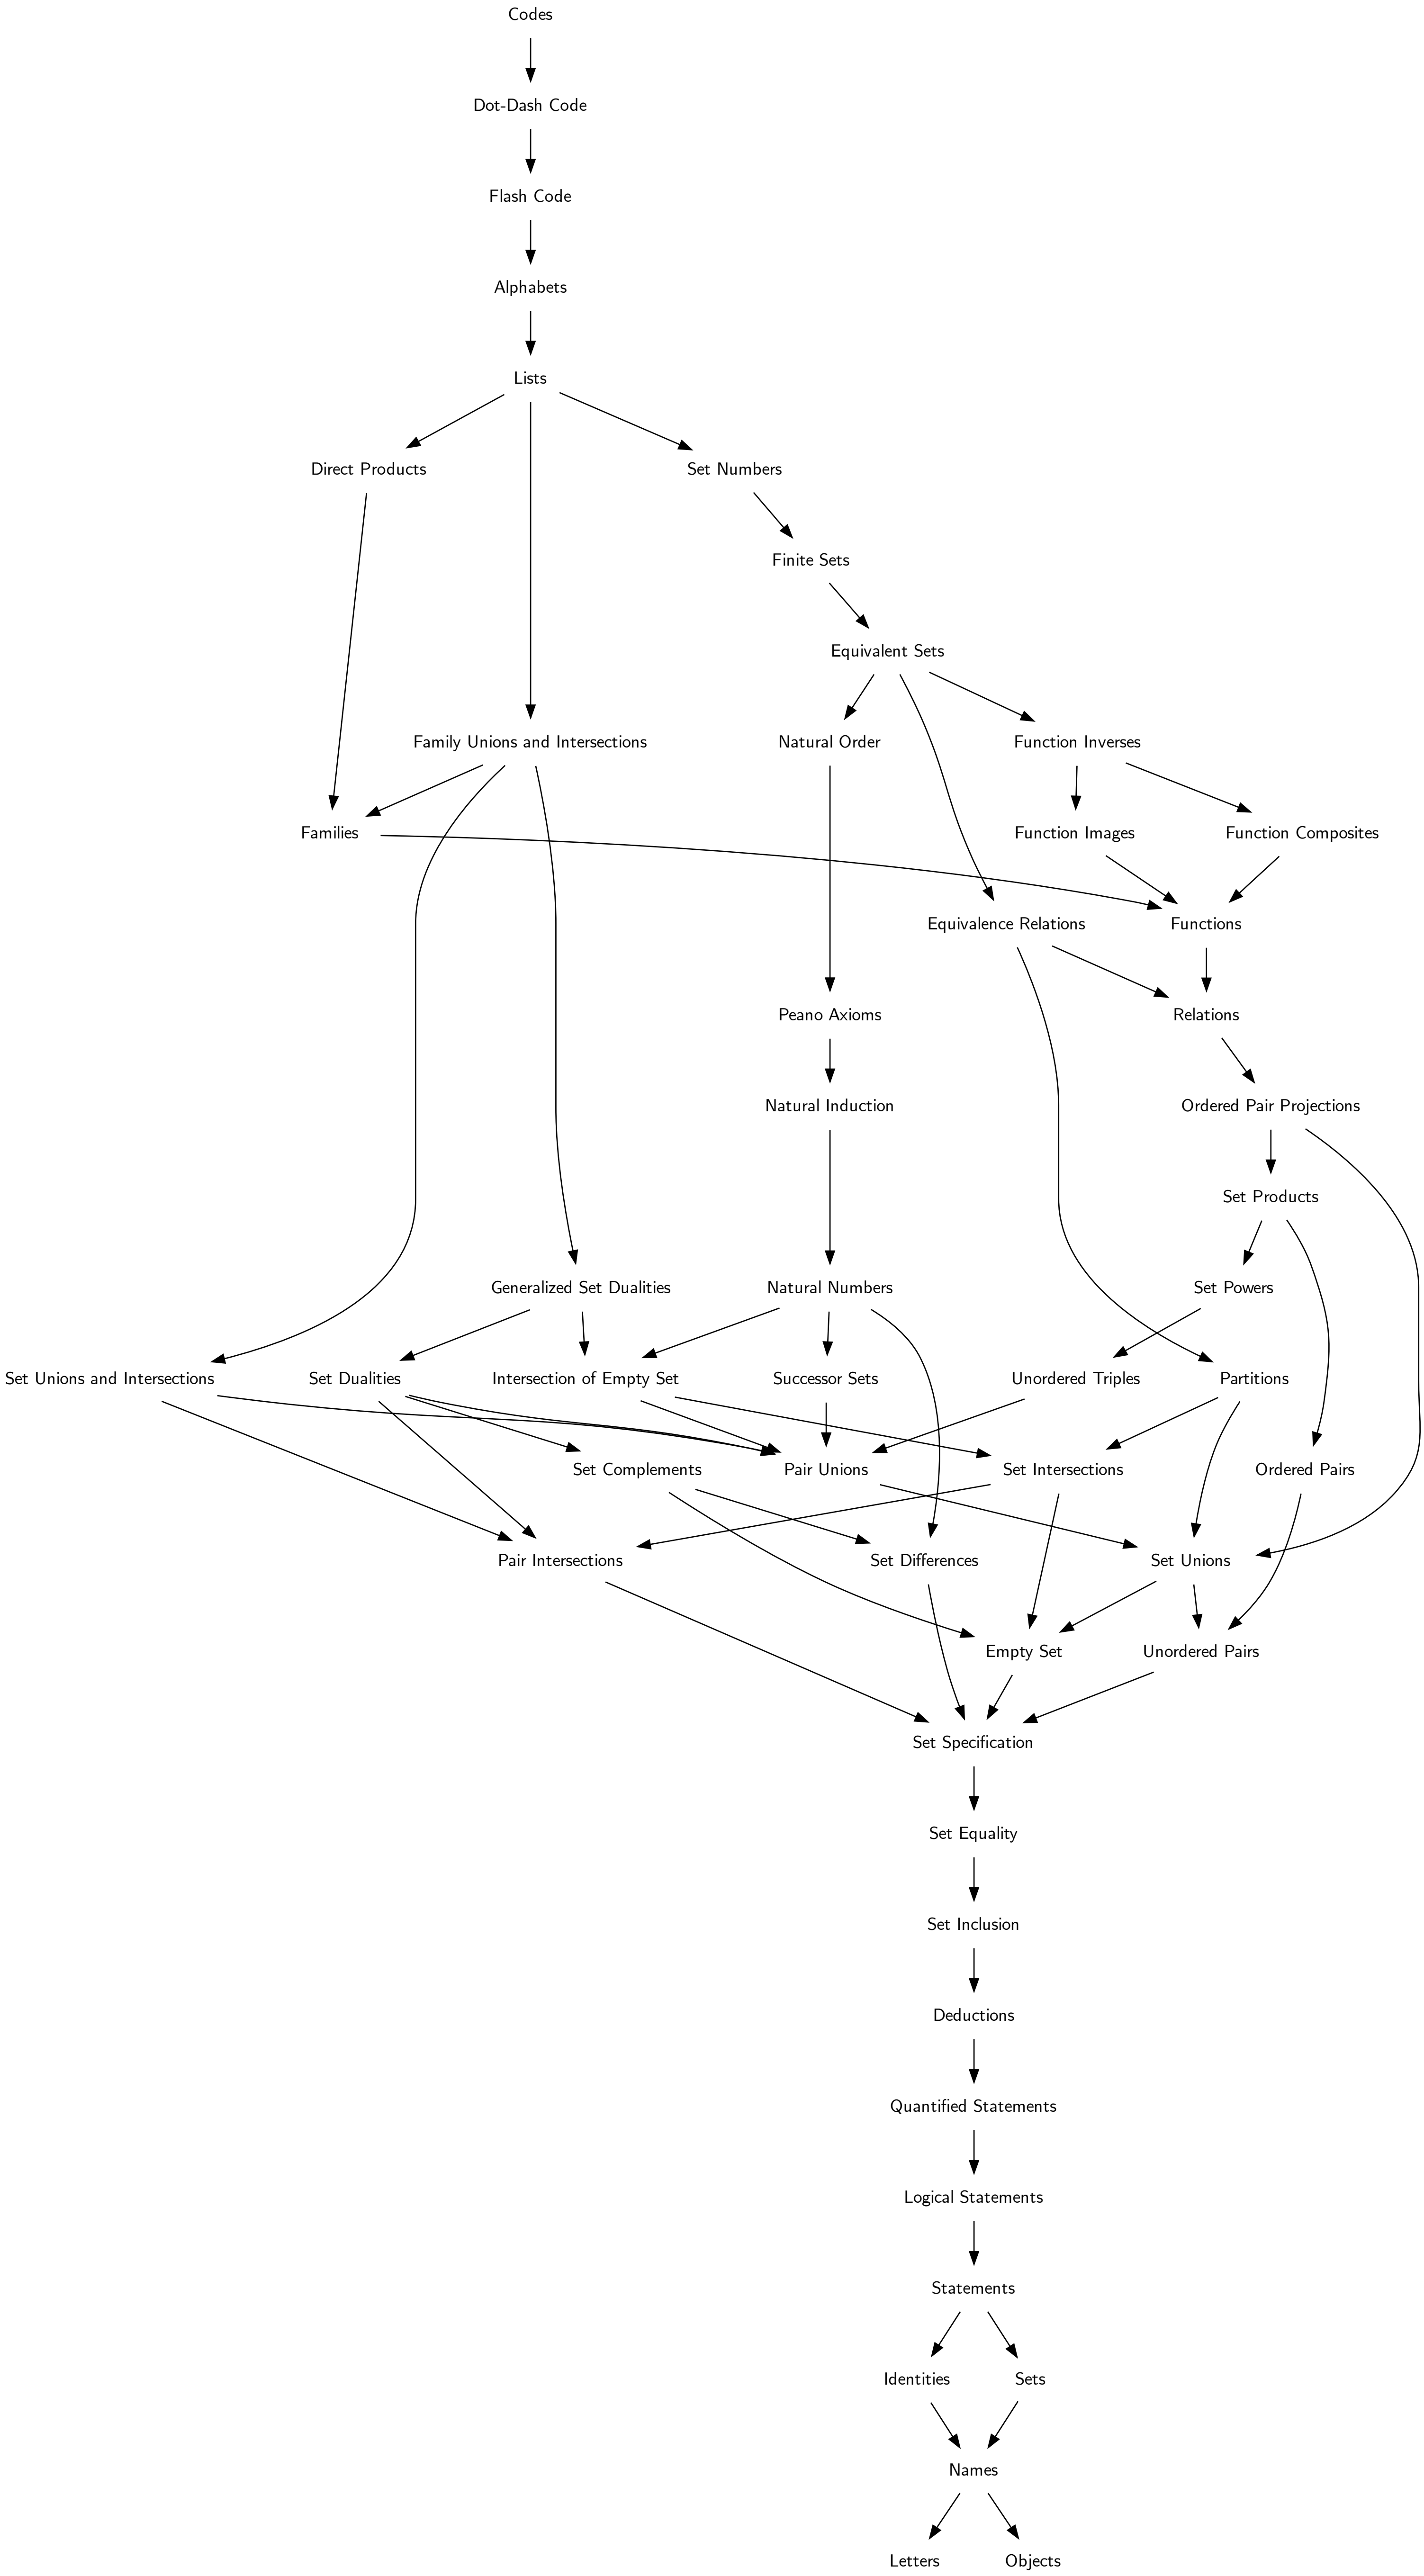 Codes
Dot-Dash Code
Flash Code
Alphabets
Lists
Direct Products
Set Numbers
Finite Sets
Equivalent Sets
Family Unions and Intersections
Natural Order
Function Inverses
Families
Function Images
Function Composites
Equivalence Relations
Functions
Peano Axioms
Relations
Natural Induction
Ordered Pair Projections
Set Products
Generalized Set Dualities
Natural Numbers
Set Powers
Set Unions and Intersections
Set Dualities
Intersection of Empty Set
Successor Sets
Unordered Triples
Partitions
Set Complements
Pair Unions
Set Intersections
Ordered Pairs
Pair Intersections
Set Differences
Set Unions
Empty Set
Unordered Pairs
Set Specification
Set Equality
Set Inclusion
Deductions
Quantified Statements
Logical Statements
Statements
Identities
Sets
Names
Letters
Objects